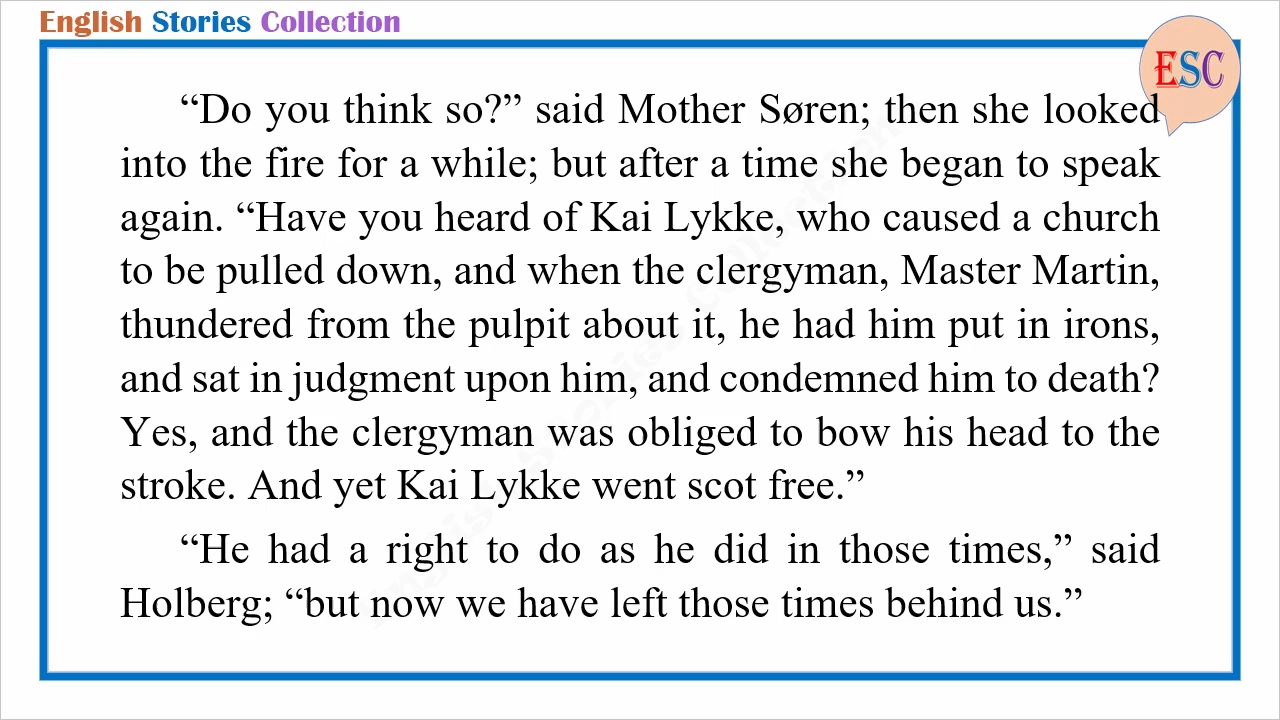 English Stories Collection
ESC
“Do you think so?” said Mother Søren; then she looked
into the fire for a while; but after a time she began to speak
again. “Have you heard of Kai Lykke, who caused a church
to be pulled down, and when the clergyman, Master Martin,
thundered from the pulpit about it, he had him put in irons,
and sat in judgment upon him, and condemned him to death?
Yes, and the clergyman was obliged to bow his head to the
stroke. And yet Kai Lykke went scot free.”
“He had a right to do as he did in those times,” said
Holberg; “but now we have left those times behind us.”